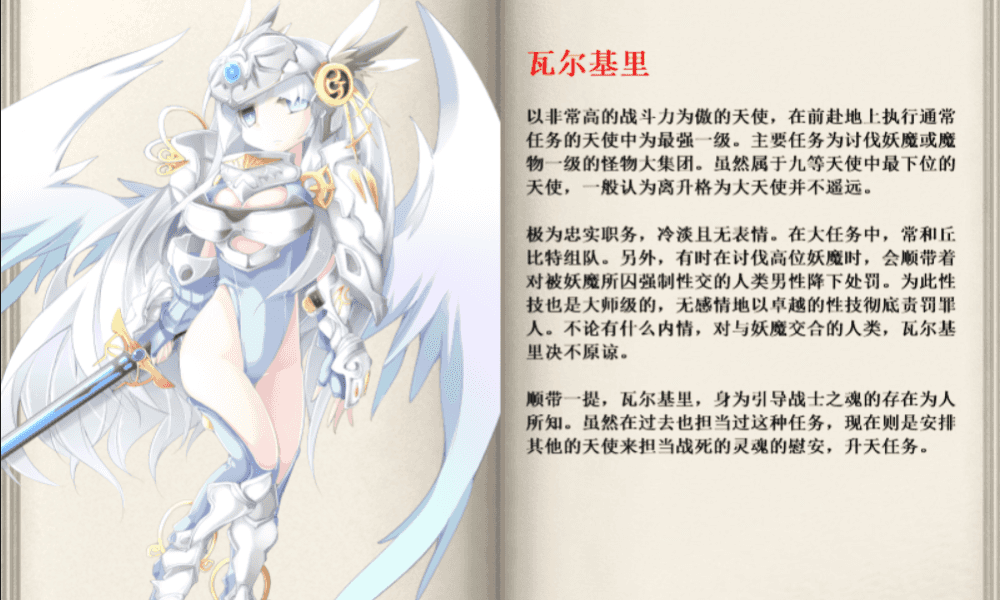 瓦尔基里
以非常高的战斗力为傲的天使，在前赴地上执行通常
任务的天使中为最强一级。主要任务为讨伐妖魔或魔
物一级的怪物大集团。虽然属于九等天使中最下位的
天使，一般认为离升格为大天使并不遥远。
极为忠实职务，冷淡且无表情。在大任务中，常和丘
比特组队。另外，有时在讨伐高位妖魔时，会顺带着
对被妖魔所囚强制性交的人类男性降下处罚。为此性
技也是大师级的，无感情地以卓越的性技彻底责罚罪
人。不论有什么内情，对与妖魔交合的人类，瓦尔基
里决不原谅。
顺带一提，瓦尔基里，身为引导战士之魂的存在为人
所知。虽然在过去也担当过这种任务，现在则是安排
其他的天使来担当战死的灵魂的慰安，升天任务。